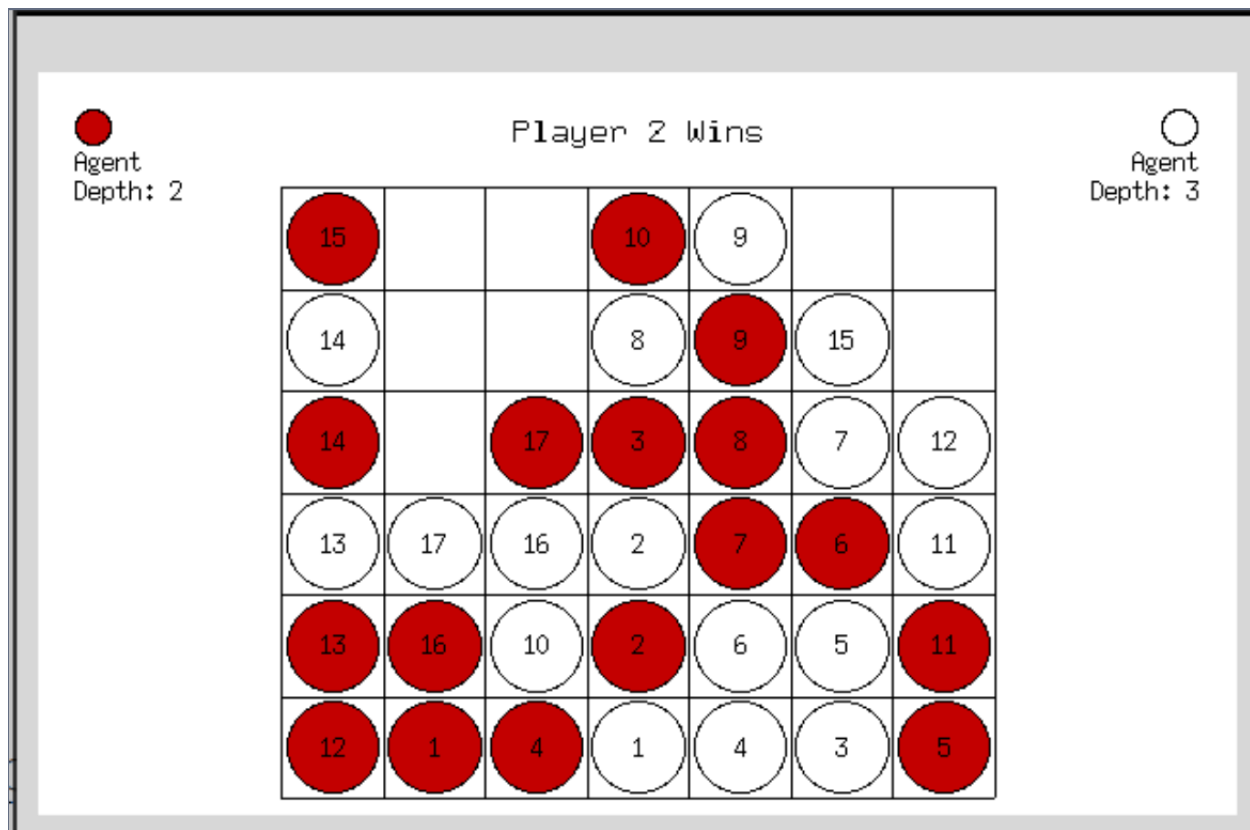 Player 2 Wins
Agent
Depth: 2
Agent
Depth: 3
15 10 9
14 8 9 15
14 17 3 8 7 12
13 17 16 2 7 6 11
13 16 10 2 6 5 11
12 1 4 1 4 3 5